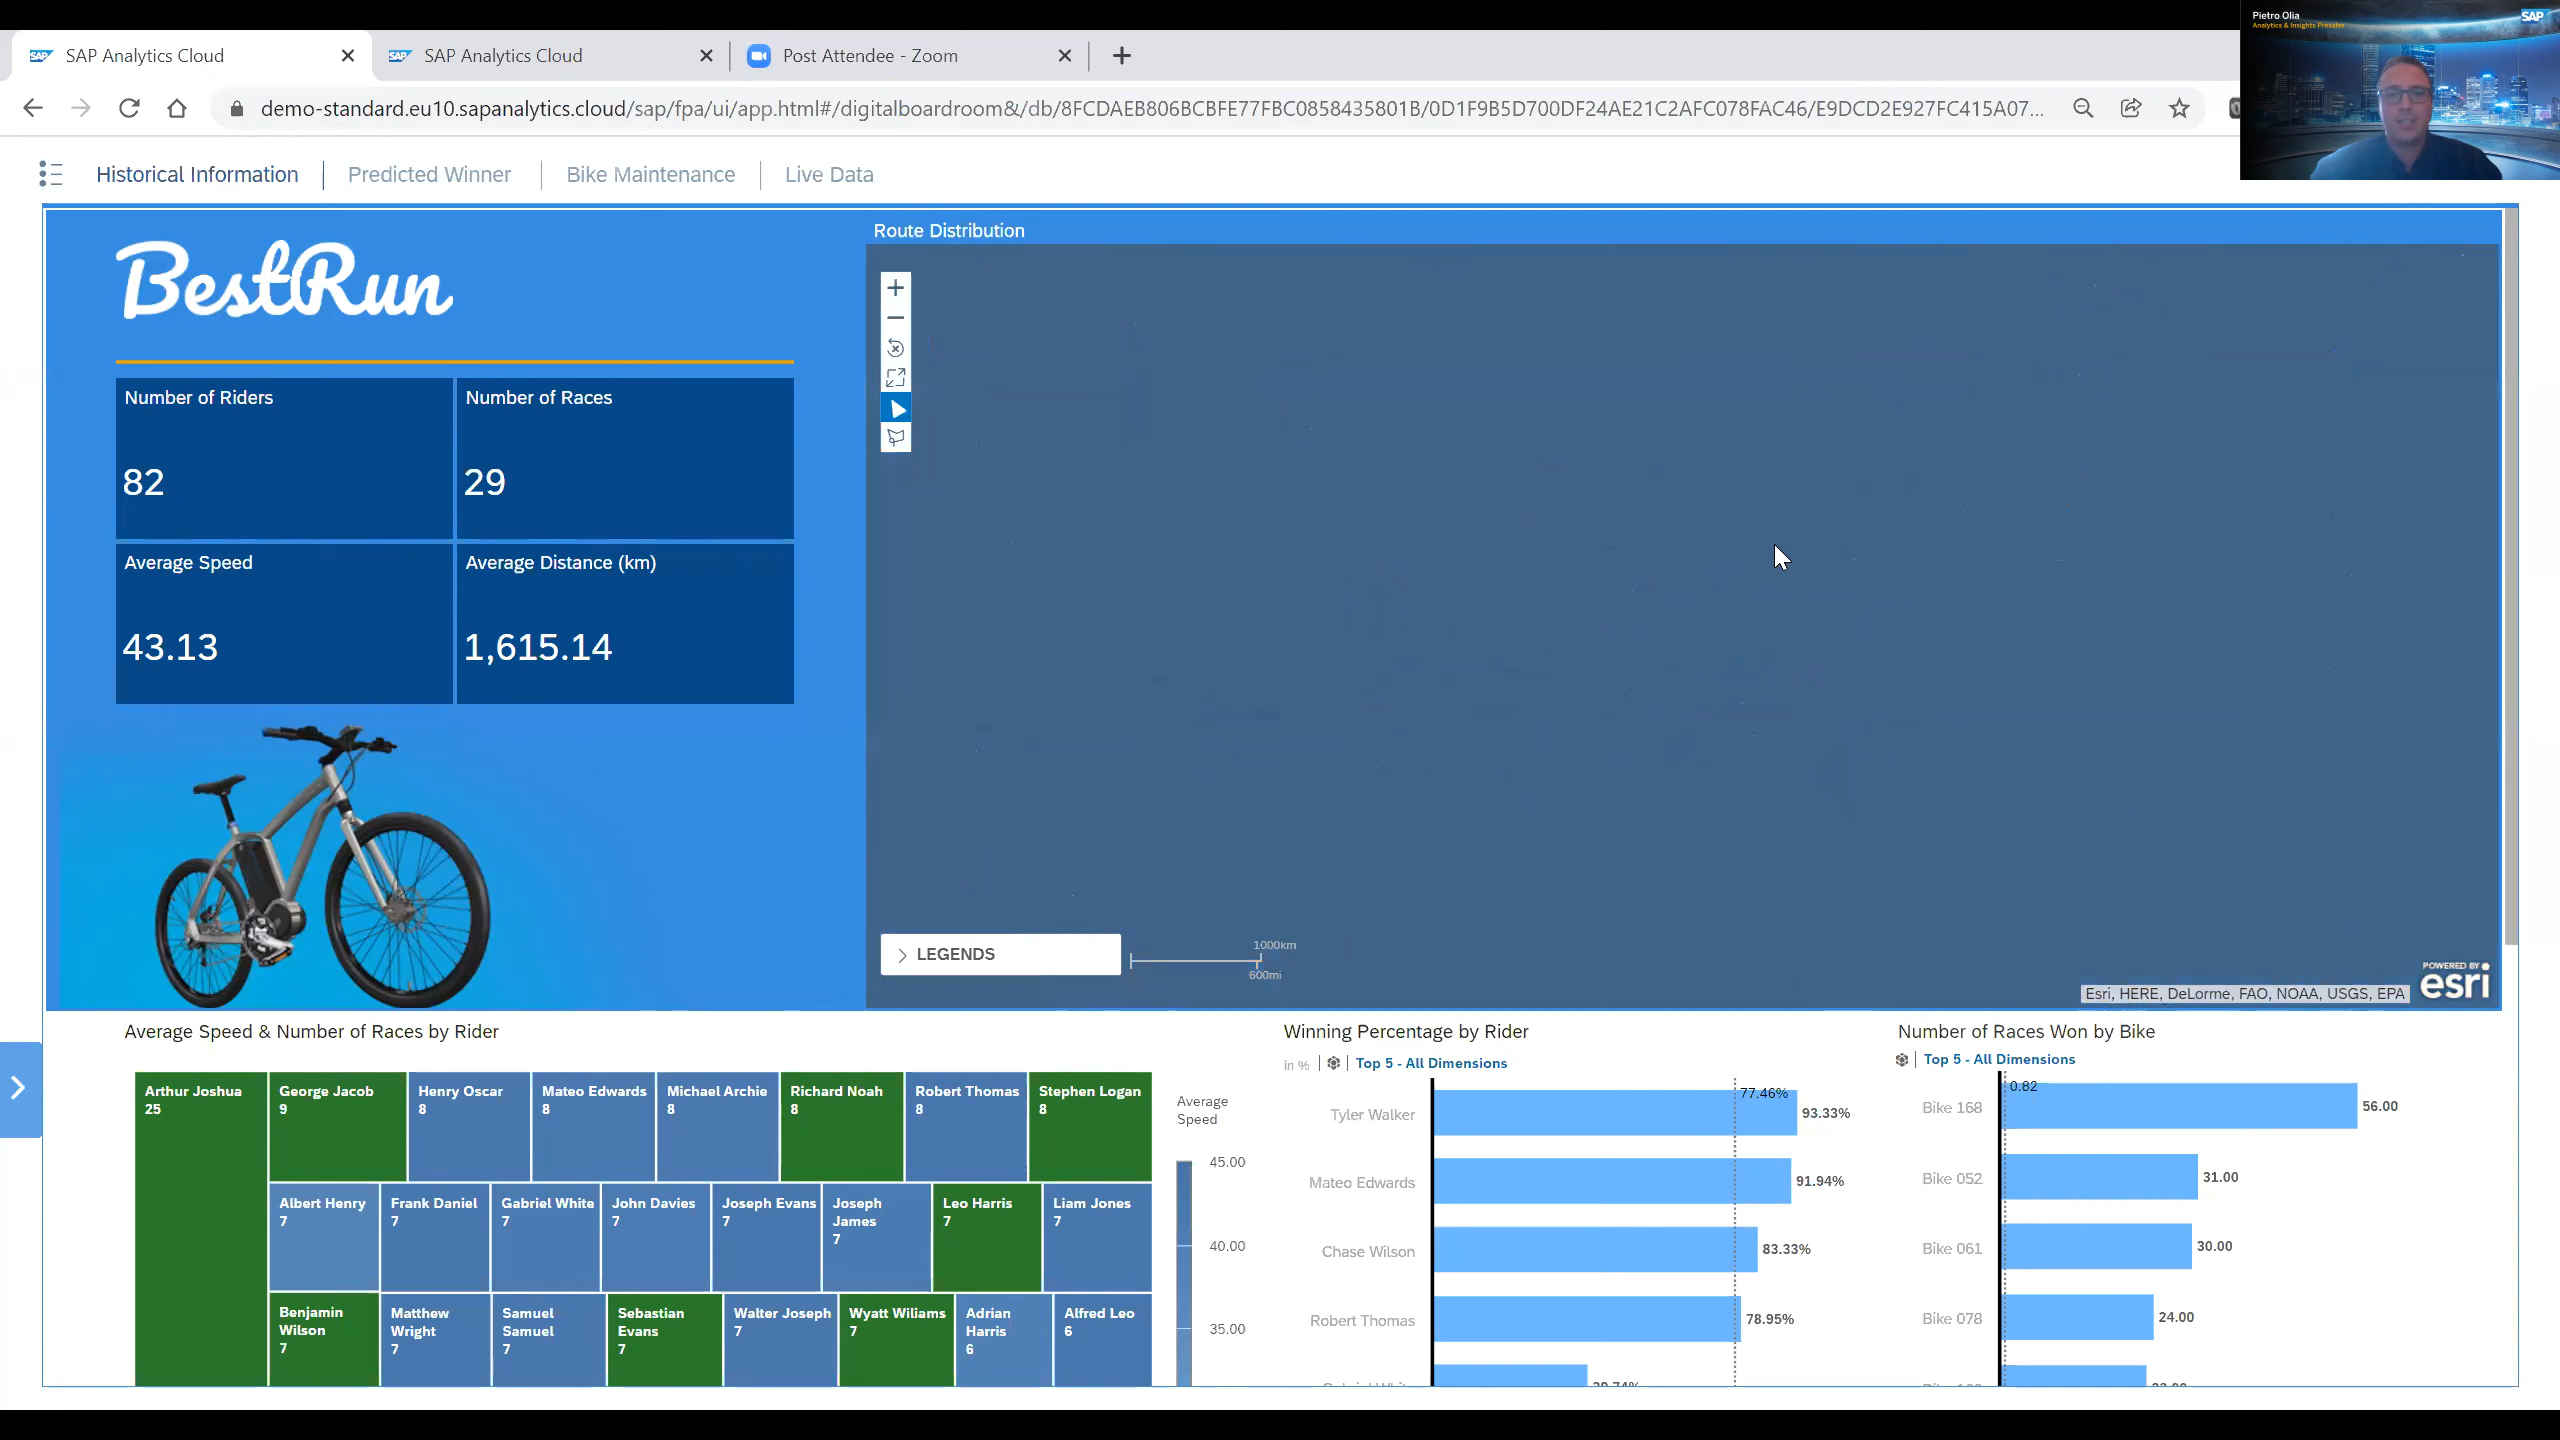 SAP Analytics Cloud
SAP Analytics Cloud
Post Attendee - Zoom
Pietro Olia
Analytics & Insights Presales
SAP
demo-standard.eu10.sapanalytics.cloud/sap/fpa/ui/app.html#/digitalboardroom&/db/8FCDAEB806BCBFE77FBC0858435801B/0D1F9B5D700DF24AE21C2AFC078FAC46/E9DCD2E927FC415A07...
Historical Information
Predicted Winner
Bike Maintenance
Live Data
BestRun
Number of Riders
82
Number of Races
29
Average Speed
43.13
Average Distance (km)
1,615.14
Route Distribution
LEGENDS
1000km
600mi
Esri, HERE, DeLorme, FAO, NOAA, USGS, EPA
POWERED BY
esri
Average Speed & Number of Races by Rider
Arthur Joshua
25
George Jacob
9
Henry Oscar
8
Mateo Edwards
8
Michael Archie
8
Richard Noah
8
Robert Thomas
8
Stephen Logan
8
Albert Henry
7
Frank Daniel
7
Gabriel White
7
John Davies
7
Joseph Evans
7
Joseph
James
7
Leo Harris
7
Liam Jones
7
Benjamin
Wilson
7
Matthew
Wright
7
Samuel
Samuel
7
Sebastian
Evans
7
Walter Joseph
7
Wyatt Wiliams
7
Adrian
Harris
6
Alfred Leo
6
Average
Speed
45.00
40.00
35.00
Winning Percentage by Rider
in %
Top 5 - All Dimensions
77.46%
Tyler Walker
93.33%
Mateo Edwards
91.94%
Chase Wilson
83.33%
Robert Thomas
78.95%
Number of Races Won by Bike
Top 5 - All Dimensions
0.82
Bike 168
56.00
Bike 052
31.00
Bike 061
30.00
Bike 078
24.00